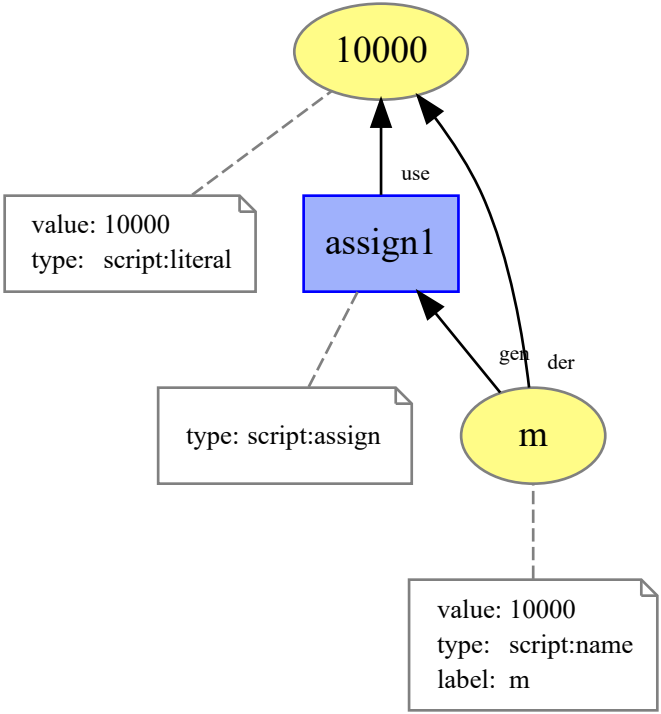 10000
use
value: 10000
type: script:literal
assign1
gen
der
type: script:assign
m
value: 10000
type: script:name
label: m